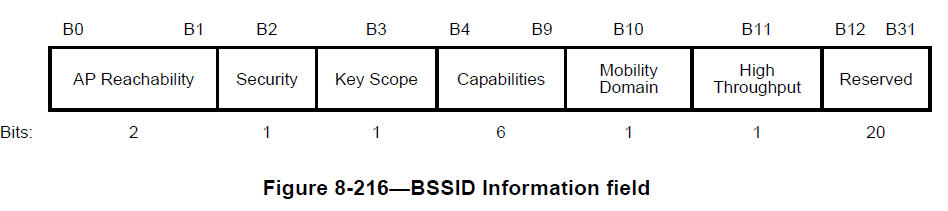 B0 B1 B2 B3 B4 B9 B10 B11 B12 B31
AP Reachability Security Key Scope Capabilities Mobility Domain High Throughput Reserved
Bits: 2 1 1 6 1 1 20
Figure 8-216—BSSID Information field